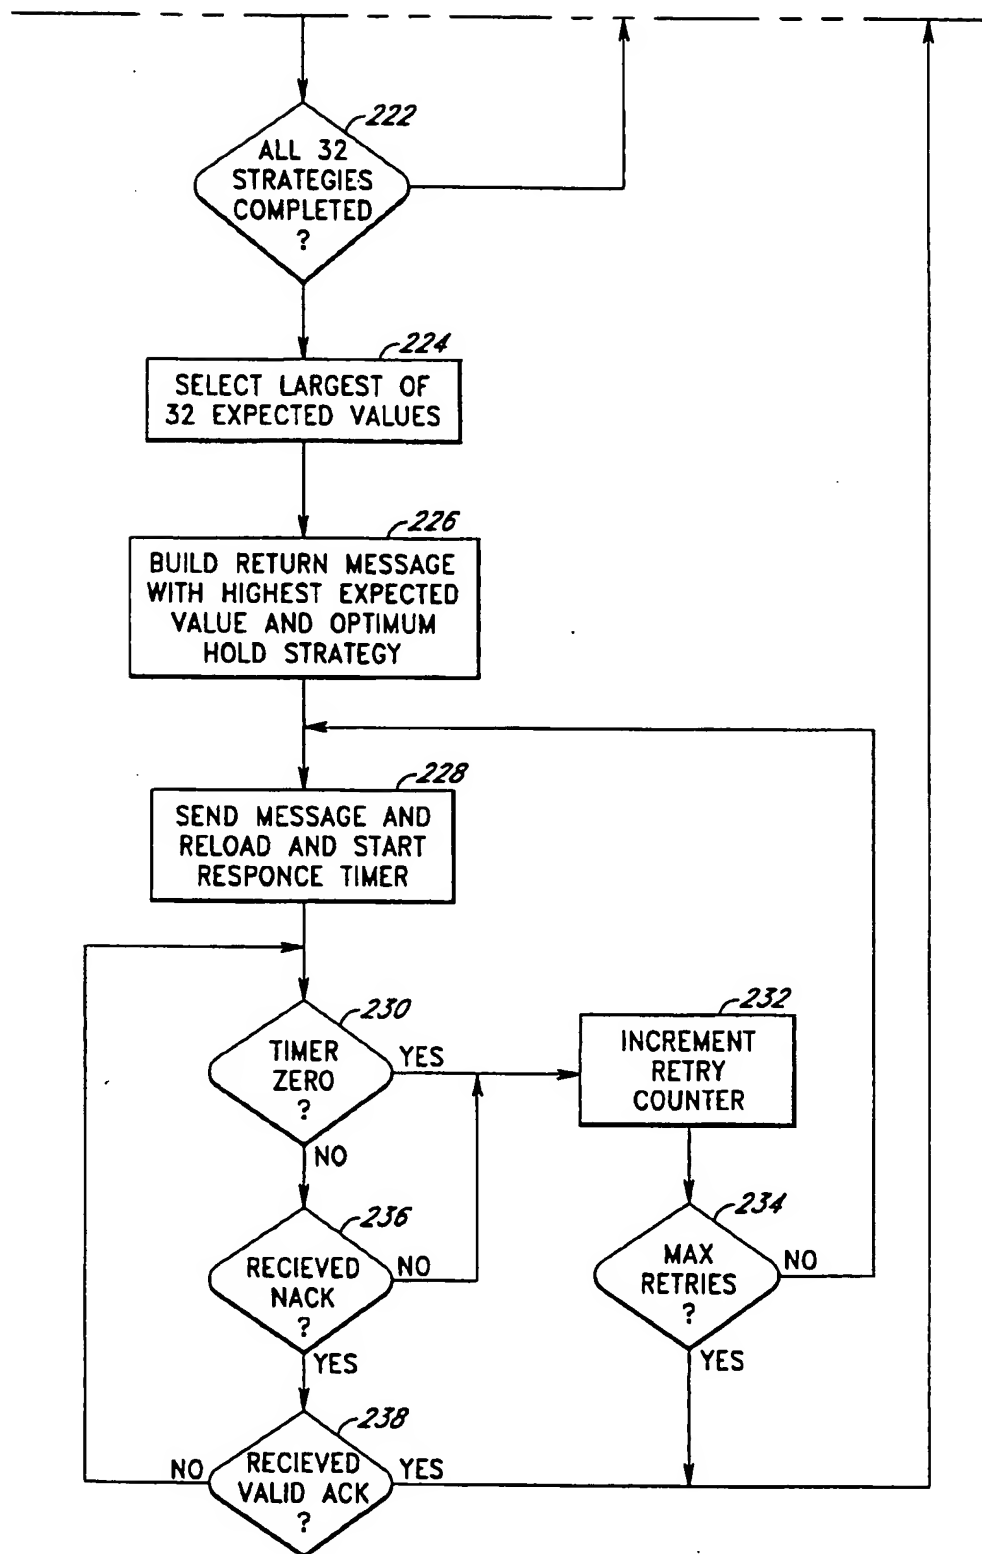 222
ALL 32
STRATEGIES
COMPLETED
?
224
SELECT LARGEST OF
32 EXPECTED VALUES
226
BUILD RETURN MESSAGE
WITH HIGHEST EXPECTED
VALUE AND OPTIMUM
HOLD STRATEGY
228
SEND MESSAGE AND
RELOAD AND START
RESPONCE TIMER
230
TIMER
ZERO
?
YES
NO
232
INCREMENT
RETRY
COUNTER
236
RECIEVED
NACK
?
NO
YES
234
MAX
RETRIES
?
NO
YES
238
RECIEVED
VALID ACK
?
NO
YES